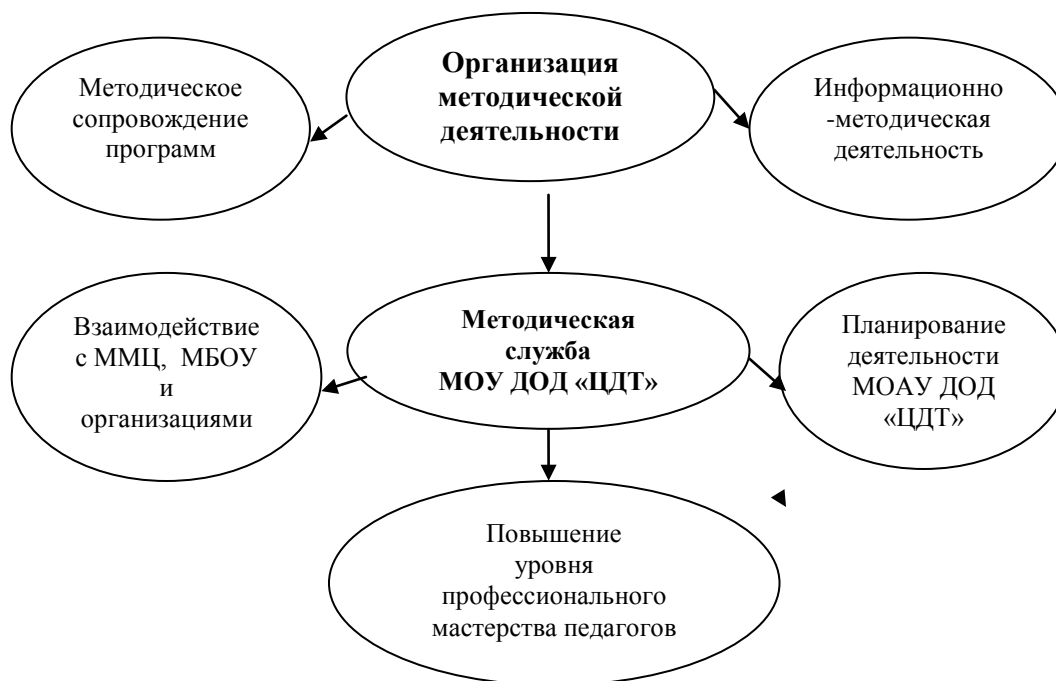 Методическое
сопровождение
программ
Организация
методической
деятельности
Информационно
-методическая
деятельность
Взаимодействие
с ММЦ, МБОУ
и
организациями
Методическая
служба
МОУ ДОД «ЦДТ»
Планирование
деятельности
МОАУ ДОД
«ЦДТ»
Повышение
уровня
профессионального
мастерства педагогов